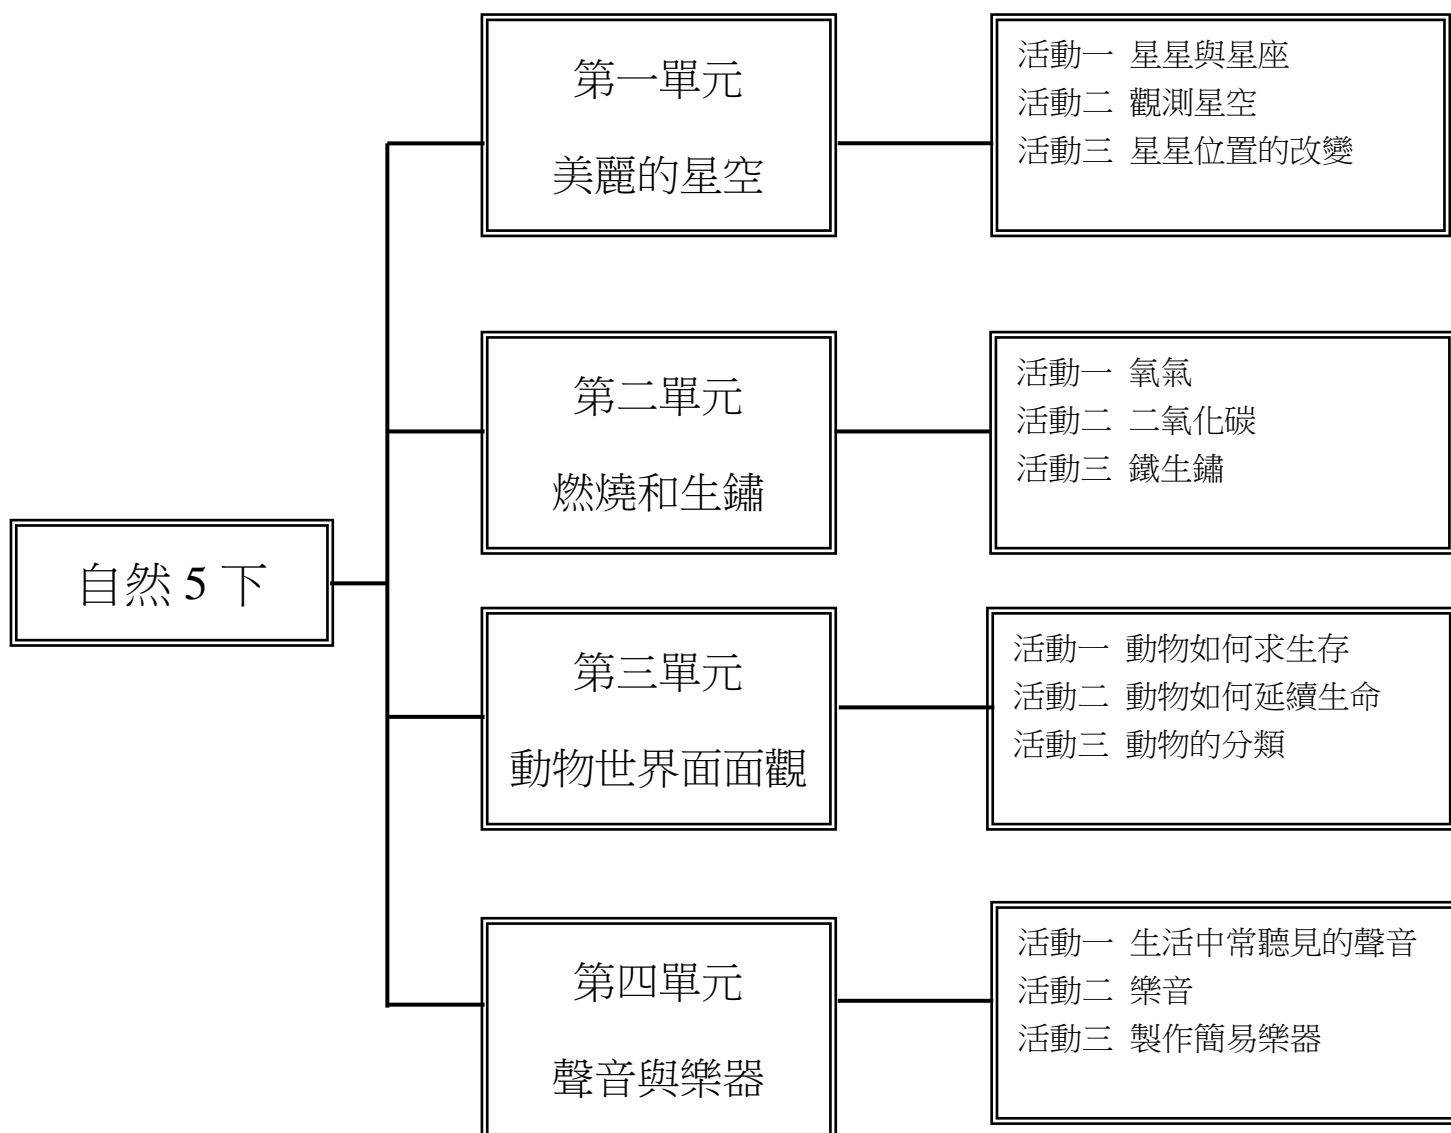 第一單元
美麗的星空
活動一 星星與星座
活動二 觀測星空
活動三 星星位置的改變
第二單元
燃燒和生鏽
活動一 氧氣
活動二 二氧化碳
活動三 鐵生鏽
自然 5 下
第三單元
動物世界面面觀
活動一 動物如何求生存
活動二 動物如何延續生命
活動三 動物的分類
第四單元
聲音與樂器
活動一 生活中常聽見的聲音
活動二 樂音
活動三 製作簡易樂器